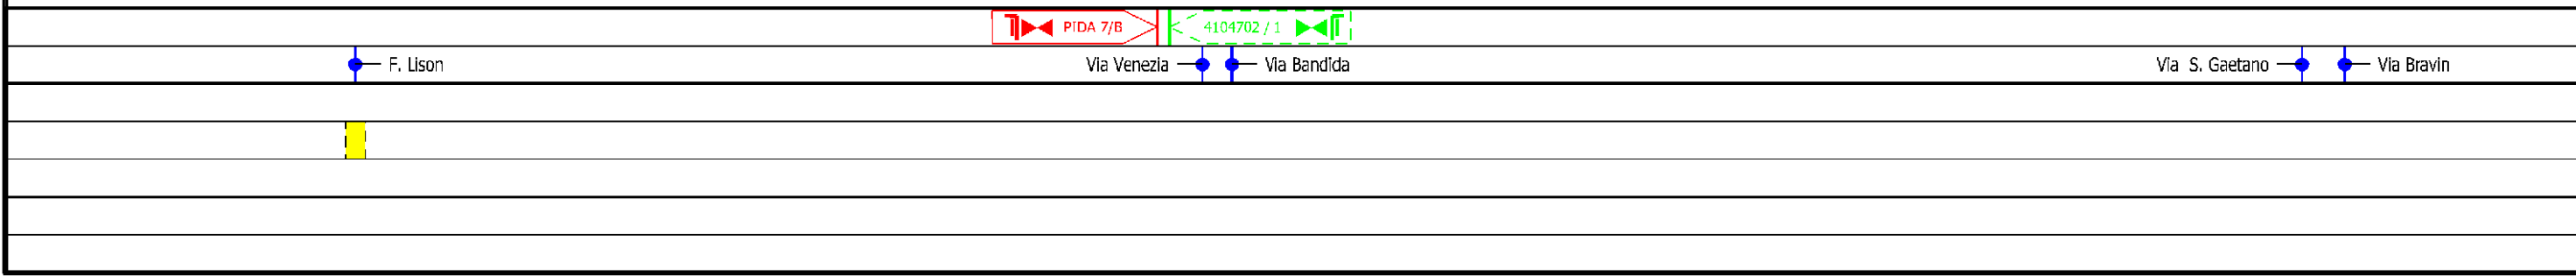 PIDA 7/B
4104702 / 1
F. Lison
Via Venezia
Via Bandida
Via S. Gaetano
Via Bravin